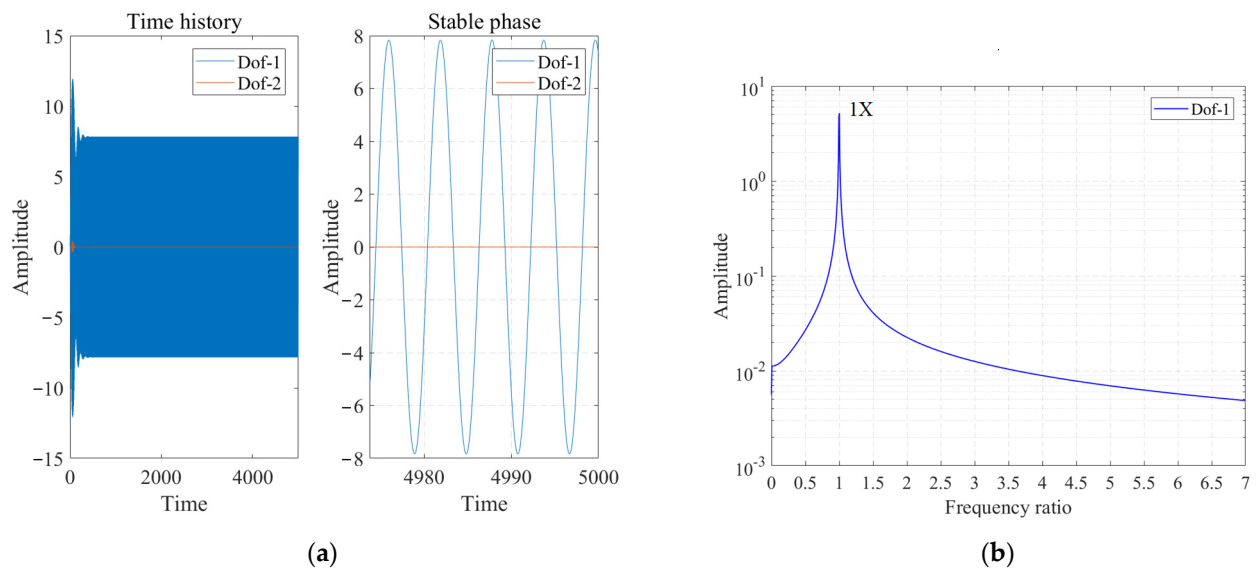 Time history
15
10
5
0
−5
−10
−15
Amplitude
Dof-1
Dof-2
0
2000
4000
Time
Stable phase
8
6
4
2
0
−2
−4
−6
−8
Amplitude
Dof-1
Dof-2
4980
4990
5000
Time
(a)
10^1
10^0
10^-1
10^-2
10^-3
Amplitude
1X
Dof-1
0 0.5 1 1.5 2 2.5 3 3.5 4 4.5 5 5.5 6 6.5 7
Frequency ratio
(b)